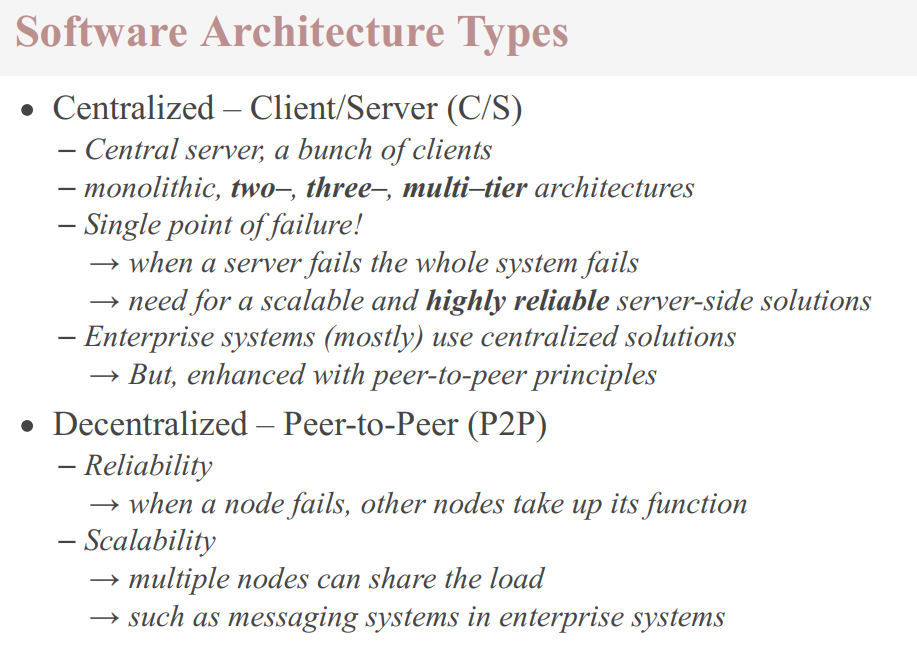 Software Architecture Types
• Centralized – Client/Server (C/S)
– Central server, a bunch of clients
– monolithic, two–, three–, multi–tier architectures
– Single point of failure!
→ when a server fails the whole system fails
→ need for a scalable and highly reliable server-side solutions
– Enterprise systems (mostly) use centralized solutions
→ But, enhanced with peer-to-peer principles
• Decentralized – Peer-to-Peer (P2P)
– Reliability
→ when a node fails, other nodes take up its function
– Scalability
→ multiple nodes can share the load
→ such as messaging systems in enterprise systems